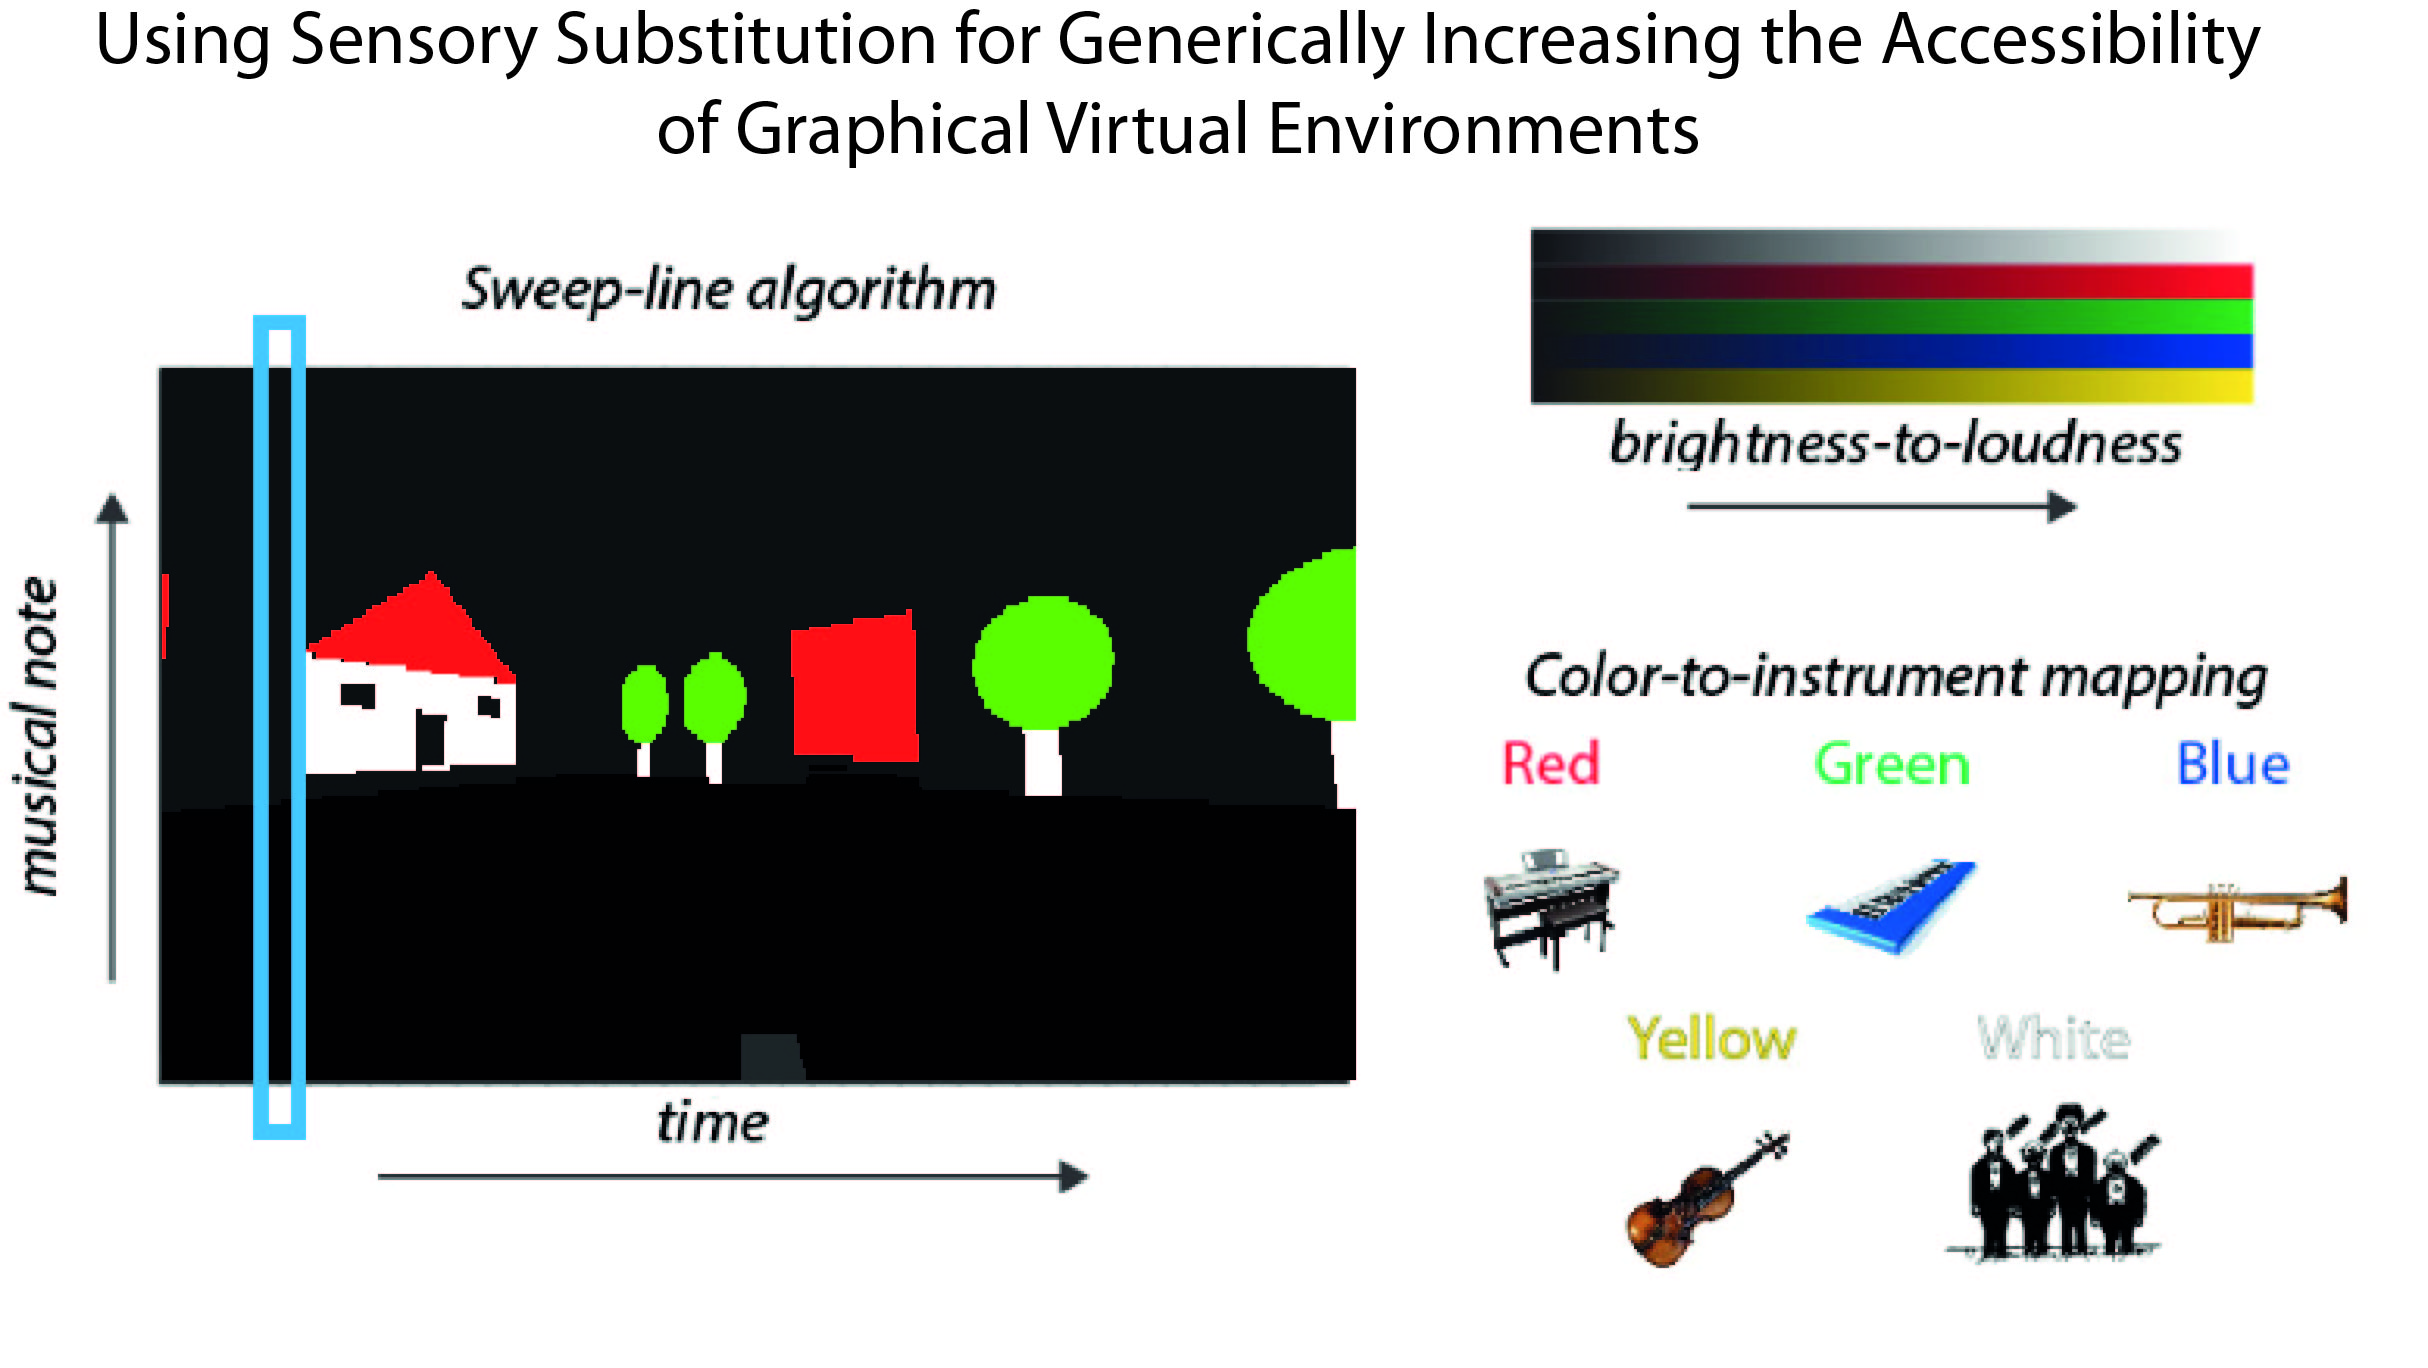 Using Sensory Substitution for Generically Increasing the Accessibility
of Graphical Virtual Environments
Sweep-line algorithm
musical note
time
brightness-to-loudness
Color-to-instrument mapping
Red Green Blue
Yellow White